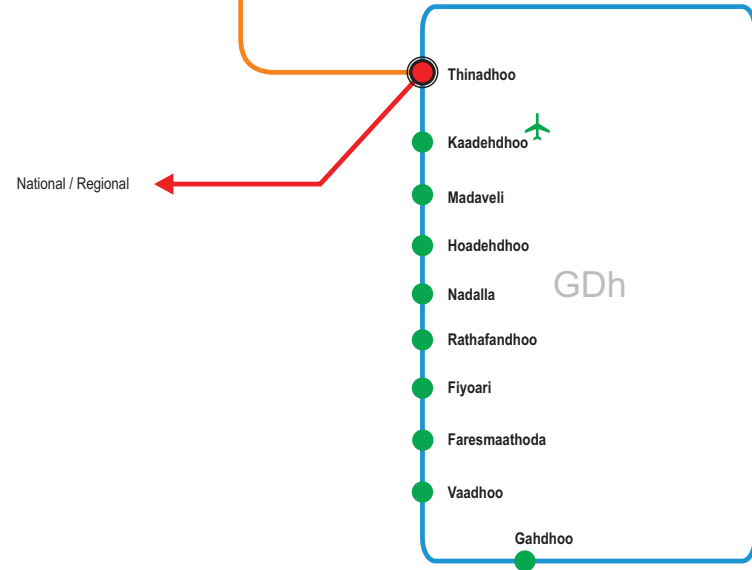 Thinadhoo
Kaadehdhoo
National / Regional
Madaveli
Hoadehdhoo
GDh
Nadalla
Rathafandhoo
Fiyoari
Faresmaathoda
Vaadhoo
Gahdhoo